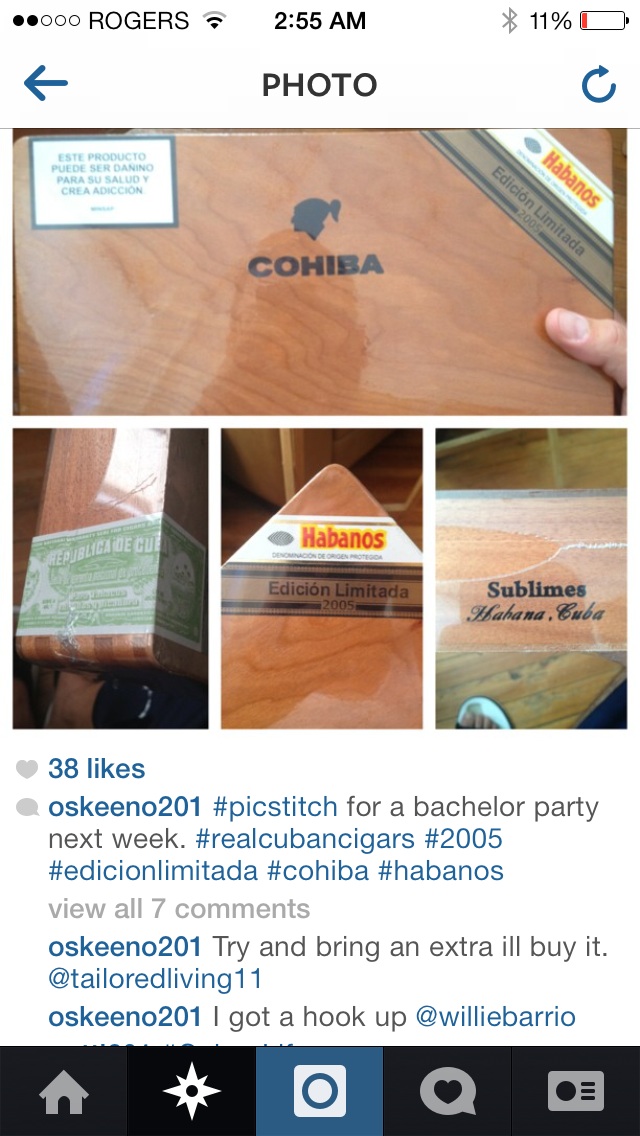 ROGERS 2:55 AM 11%
PHOTO
ESTE PRODUCTO
PUEDE SER DAÑINO
PARA SU SALUD Y
CREA ADICCIÓN.
COHIBA
Habanos
Edición Limitada
2005
REPUBLICA DE CUB
Habanos
DENOMINACIÓN DE ORIGEN PROTEGIDA
Edición Limitada
2005
Sublimes
Habana, Cuba
38 likes
oskeeno201 #picstitch for a bachelor party
next week. #realcubancigars #2005
#edicionlimitada #cohiba #habanos
view all 7 comments
oskeeno201 Try and bring an extra ill buy it.
@tailoredliving11
oskeeno201 I got a hook up @williebarrio